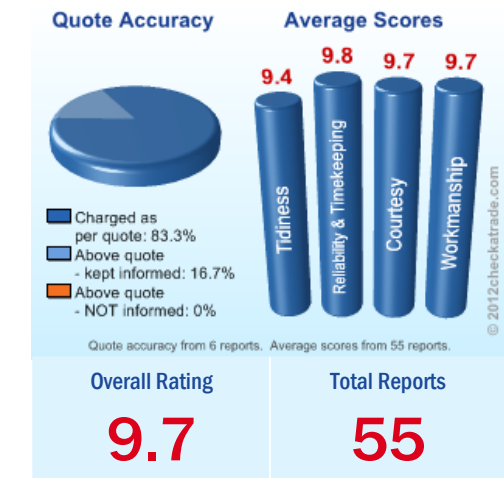 Quote Accuracy
Average Scores
9.4
9.8
9.7
9.7
Tidiness
Reliability & Timekeeping
Courtesy
Workmanship
Charged as
per quote: 83.3%
Above quote
- kept informed: 16.7%
Above quote
- NOT informed: 0%
© 2012checkatrade.com
Quote accuracy from 6 reports. Average scores from 55 reports.
Overall Rating
9.7
Total Reports
55